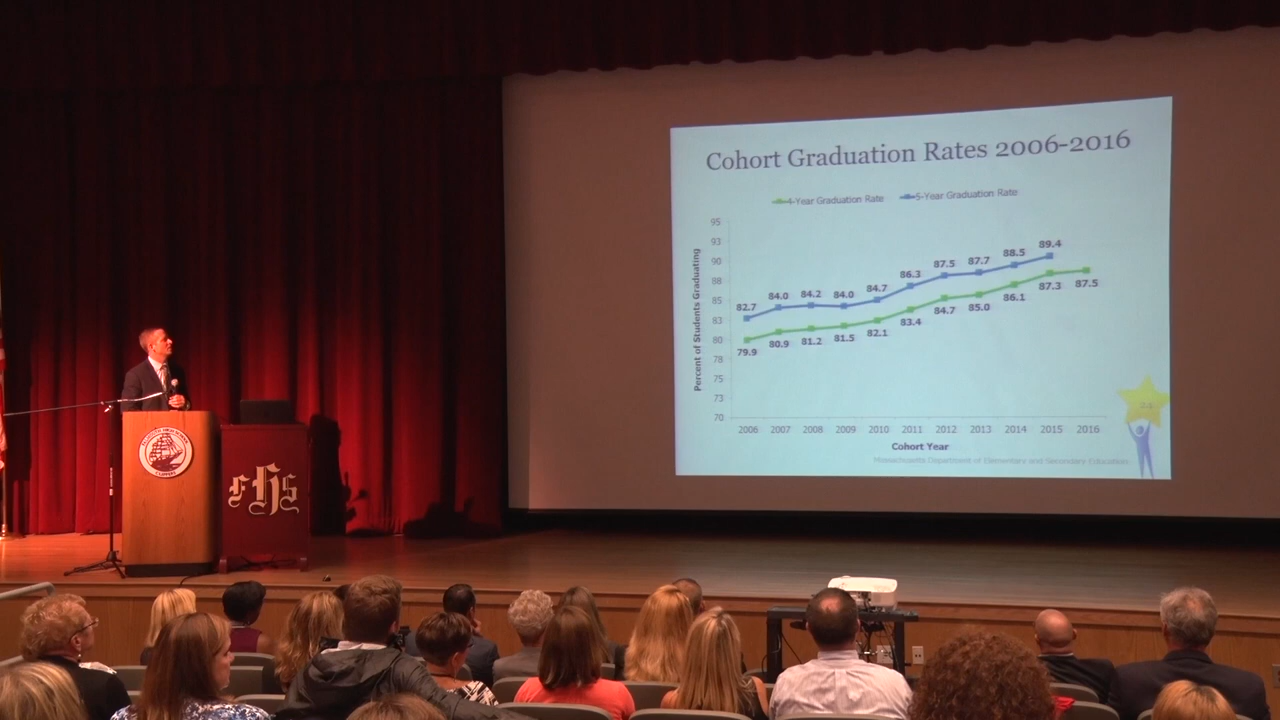 Cohort Graduation Rates 2006-2016
4-Year Graduation Rate 5-Year Graduation Rate
Percent of Students Graduating
95
93
90
88
85
83
80
78
75
73
70
82.7 84.0 84.2 84.0 84.7 86.3 87.5 87.7 88.5 89.4
79.9 80.9 81.2 81.5 82.1 83.4 84.7 85.0 86.1 87.3 87.5
2006 2007 2008 2009 2010 2011 2012 2013 2014 2015 2016
Cohort Year
Massachusetts Department of Elementary and Secondary Education
FALMOUTH HIGH SCHOOL
CLIPPERS
FHS